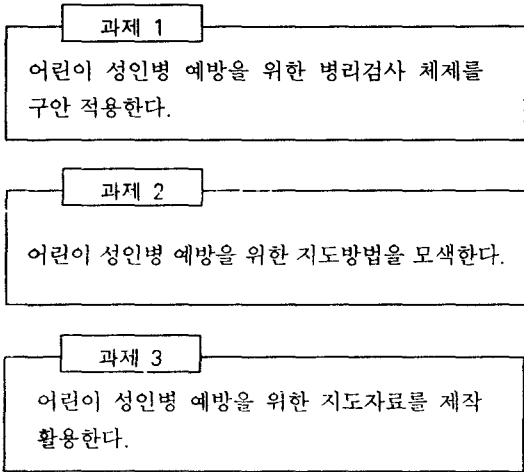 과제 1
어린이 성인병 예방을 위한 병리검사 체제를
구안 적용한다.
과제 2
어린이 성인병 예방을 위한 지도방법을 모색한다.
과제 3
어린이 성인병 예방을 위한 지도자료를 제작
활용한다.